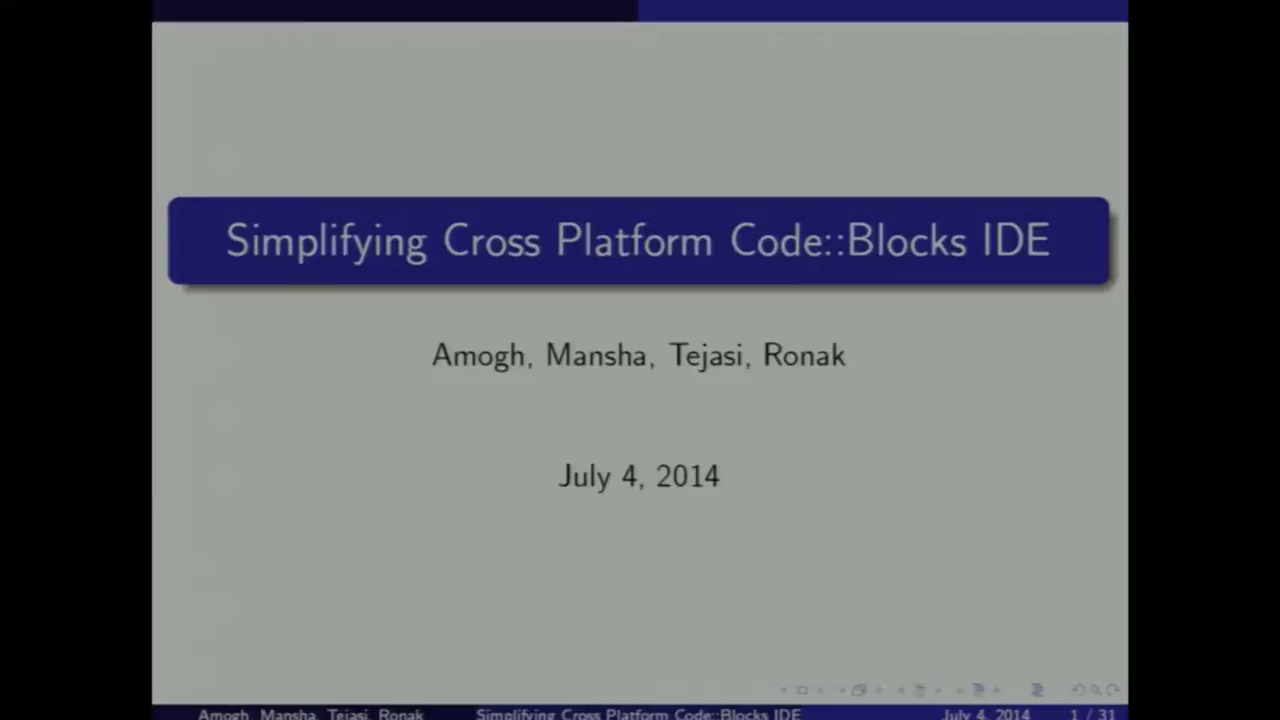 Simplifying Cross Platform Code::Blocks IDE
Amogh, Mansha, Tejasi, Ronak
July 4, 2014
Amogh, Mansha, Tejasi, Ronak Simplifying Cross Platform Code::Blocks IDE July 4, 2014 1 / 31